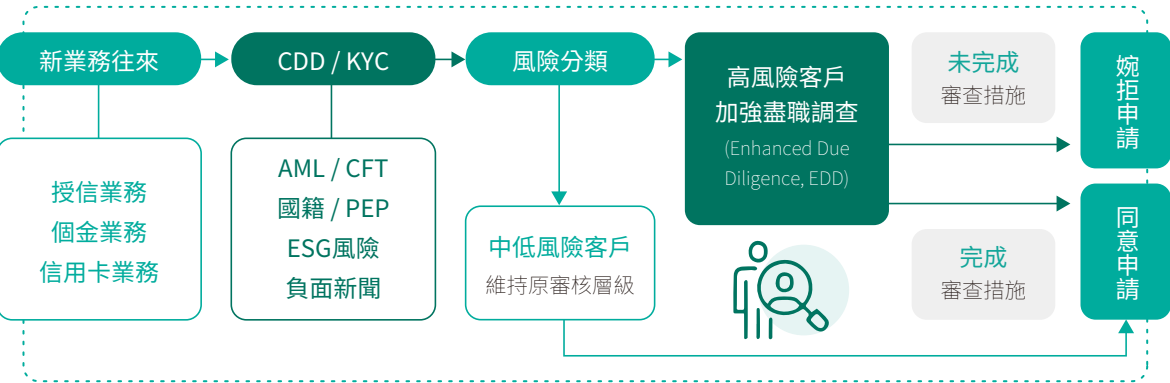 新業務往來
授信業務
個金業務
信用卡業務
CDD / KYC
AML / CFT
國籍 / PEP
ESG風險
負面新聞
風險分類
中低風險客戶
維持原審核層級
高風險客戶
加強盡職調查
(Enhanced Due
Diligence, EDD)
未完成
審查措施
完成
審查措施
婉拒申請
同意申請